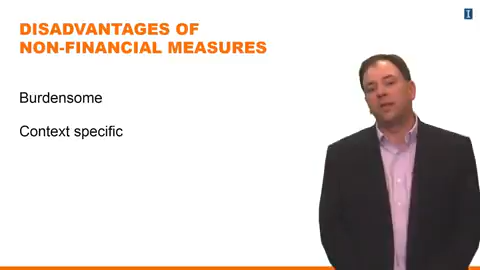 DISADVANTAGES OF
NON-FINANCIAL MEASURES
Burdensome
Context specific
I